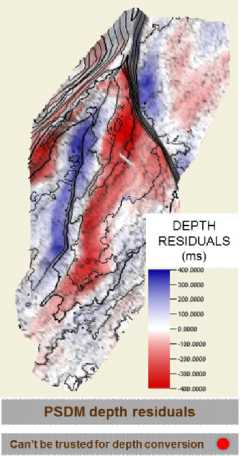 DEPTH
RESIDUALS
(ms)
400.0000
300.0000
200.0000
100.0000
0.0000
-100.0000
-200.0000
-300.0000
-400.0000
PSDM depth residuals
Can't be trusted for depth conversion